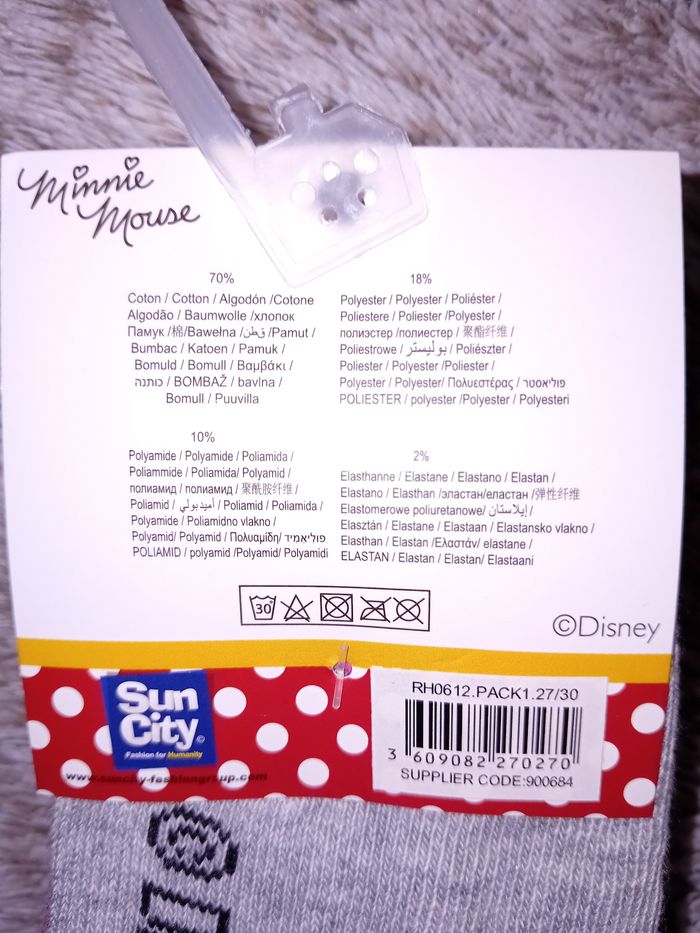 Minnie
Mouse
70%
Coton / Cotton / Algodón /Cotone
Algodão / Baumwolle /хлопок
Памук /棉/Bawełna /قطن /Pamut /
Bumbac / Katoen / Pamuk /
Bomuld / Bomull / Βαμβάκι /
כותנה / BOMBAŽ / bavlna /
Bomull / Puuvilla
18%
Polyester / Polyester / Poliéster /
Poliestere / Poliester /Polyester /
полиэстер /полиестер / 聚酯纤维 /
Poliestrowe / بوليستر / Poliészter /
Poliester / Polyester /Poliester /
Polyester / Polyester/ Πολυεστέρας / פוליאסטר /
POLIESTER / polyester /Polyester / Polyesteri
10%
Polyamide / Polyamide / Poliamida /
Poliammide / Poliamida/ Polyamid /
полиамид / полиамид / 聚酰胺纤维 /
Poliamid / أميدبولي / Poliamid / Poliamida /
Polyamide / Poliamidno vlakno /
Polyamid/ Polyamid / Πολυαμίδη/ פוליאמיד /
POLIAMID / polyamid /Polyamid/ Polyamidi
2%
Elasthanne / Elastane / Elastano / Elastan /
Elastano / Elasthan /эластан/еластан /弹性纤维
Elastomerowe poliuretanowe/ إيلاستان /
Elasztán / Elastane / Elastaan / Elastansko vlakno /
Elasthan / Elastan /Ελαστάν/ elastane /
ELASTAN / Elastan / Elastan/ Elastaani
30°
©Disney
Sun
City©
Fashion for Humanity
www.suncity-fashiongroup.com
RH0612.PACK1.27/30
3 609082 270270
SUPPLIER CODE:900684